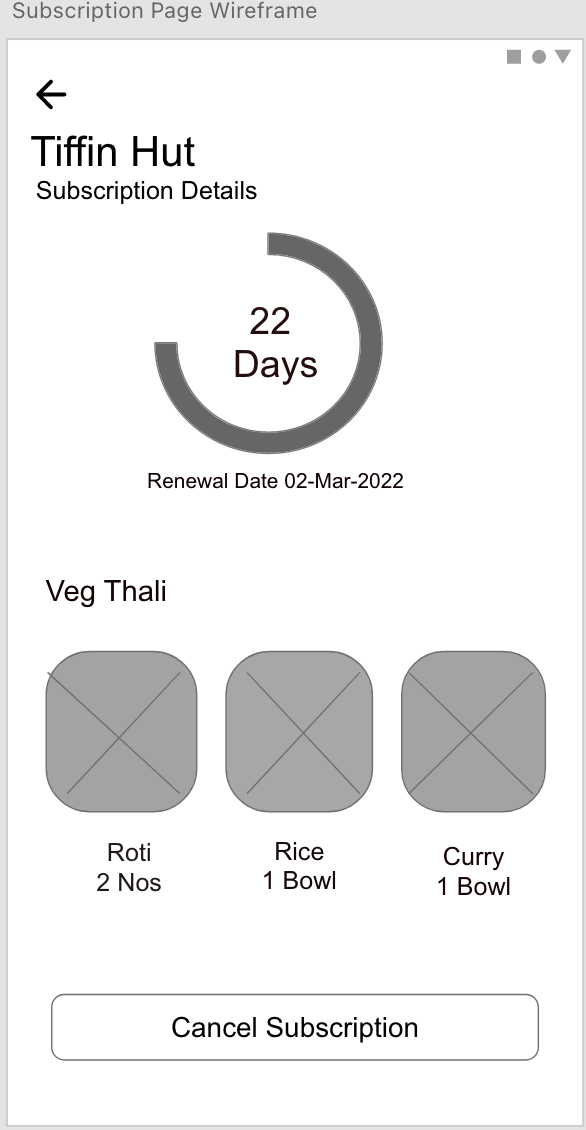 Subscription Page Wireframe
Tiffin Hut
Subscription Details
22
Days
Renewal Date 02-Mar-2022
Veg Thali
Roti
2 Nos
Rice
1 Bowl
Curry
1 Bowl
Cancel Subscription